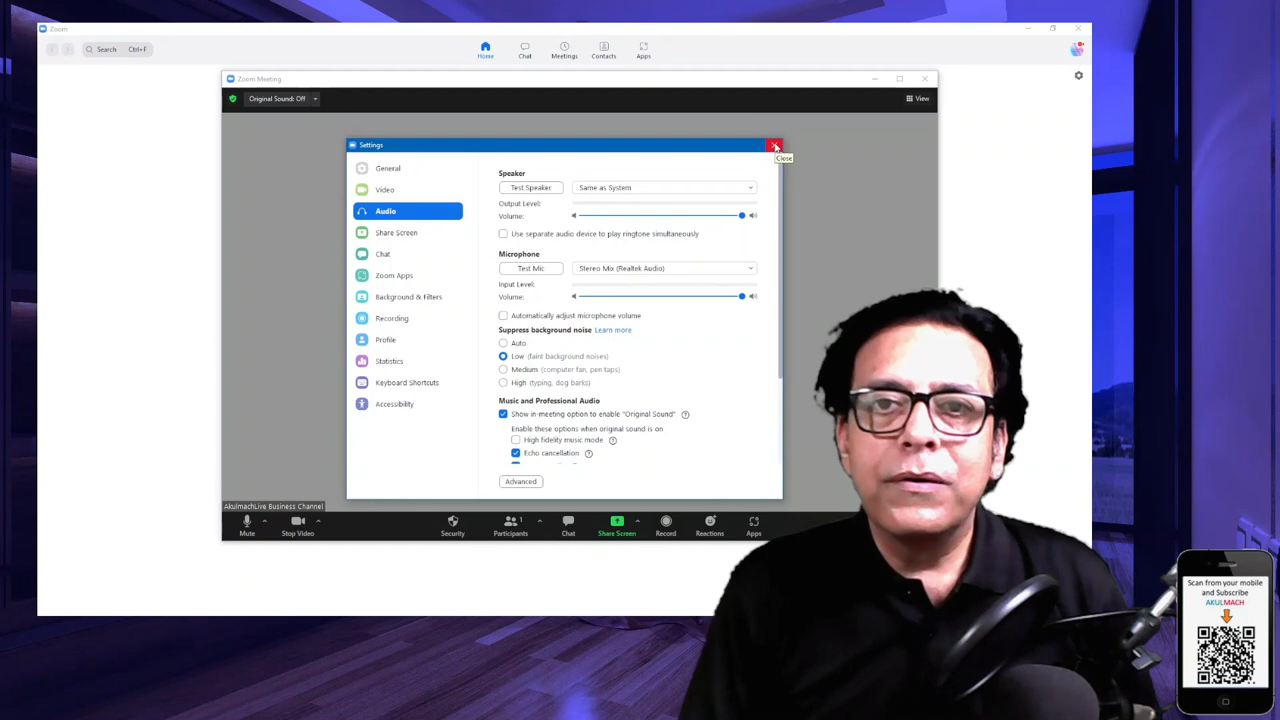 Zoom
Search Ctrl+F
Home Chat Meetings Contacts Apps
Zoom Meeting
Original Sound: Off
View
Settings
Close
General
Video
Audio
Share Screen
Chat
Zoom Apps
Background & Filters
Recording
Profile
Statistics
Keyboard Shortcuts
Accessibility
Speaker
Test Speaker Same as System
Output Level:
Volume:
Use separate audio device to play ringtone simultaneously
Microphone
Test Mic Stereo Mix (Realtek Audio)
Input Level:
Volume:
Automatically adjust microphone volume
Suppress background noise Learn more
Auto
Low (faint background noises)
Medium (computer fan, pen taps)
High (typing, dog barks)
Music and Professional Audio
Show in-meeting option to enable "Original Sound" ?
Enable these options when original sound is on
High fidelity music mode ?
Echo cancellation ?
Advanced
AkulmachLive Business Channel
Mute Stop Video Security Participants 1 Chat Share Screen Record Reactions Apps
Scan from your mobile
and Subscribe
AKULMACH